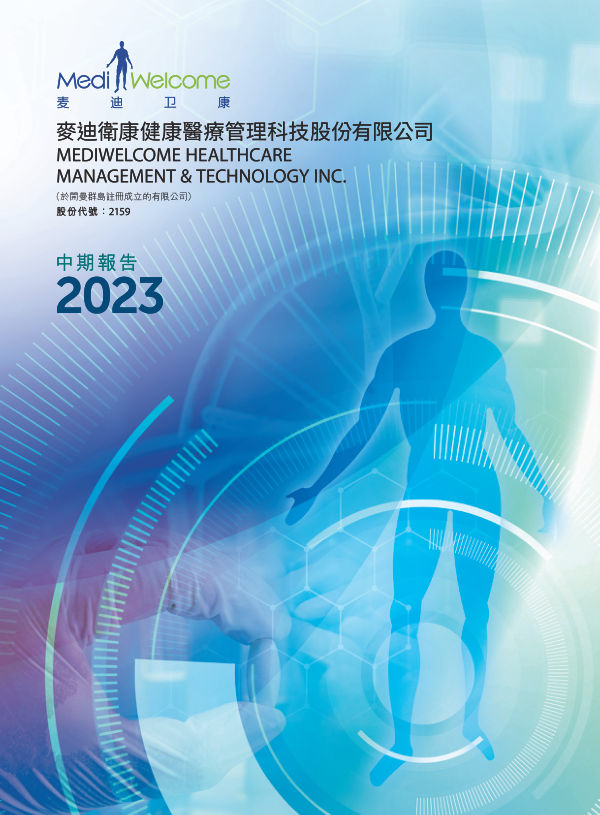 Medi Welcome
麦迪卫康
麥迪衛康健康醫療管理科技股份有限公司
MEDIWELCOME HEALTHCARE
MANAGEMENT & TECHNOLOGY INC.
（於開曼群島註冊成立的有限公司）
股份代號：2159
中期報告
2023